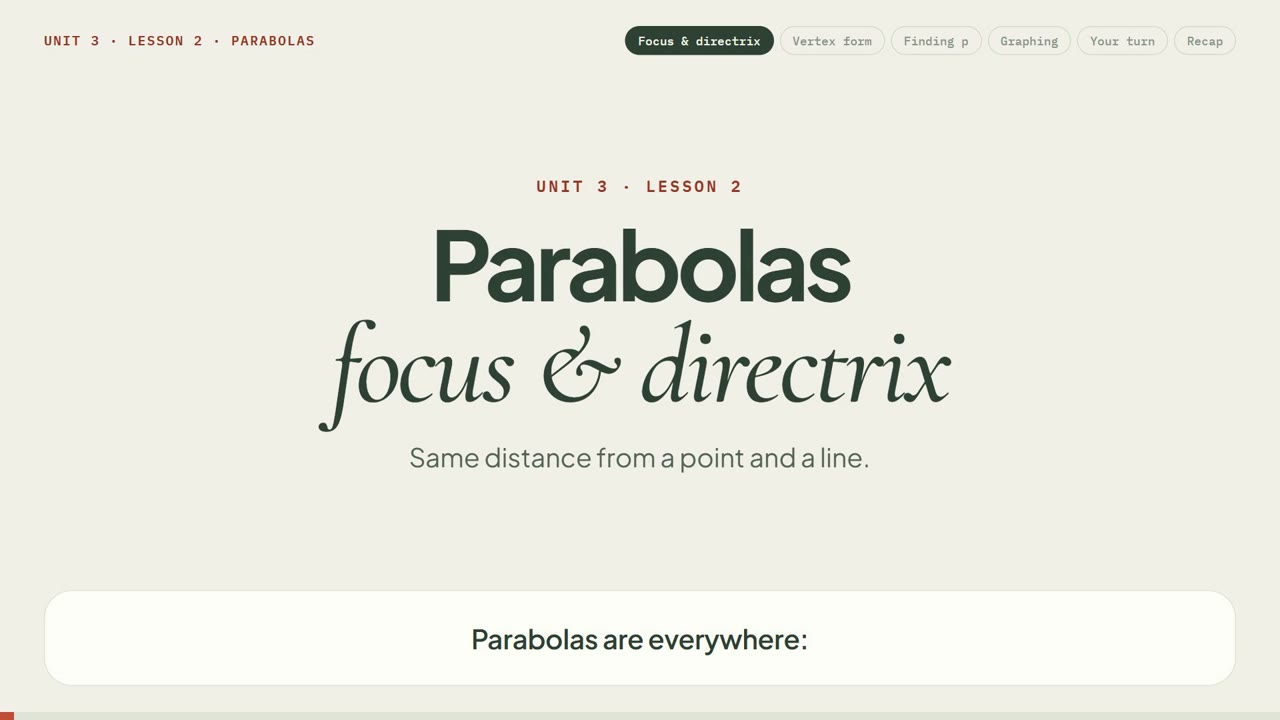 UNIT 3 · LESSON 2 · PARABOLAS
Focus & directrix
Vertex form
Finding p
Graphing
Your turn
Recap
UNIT 3 · LESSON 2
Parabolas
focus & directrix
Same distance from a point and a line.
Parabolas are everywhere: